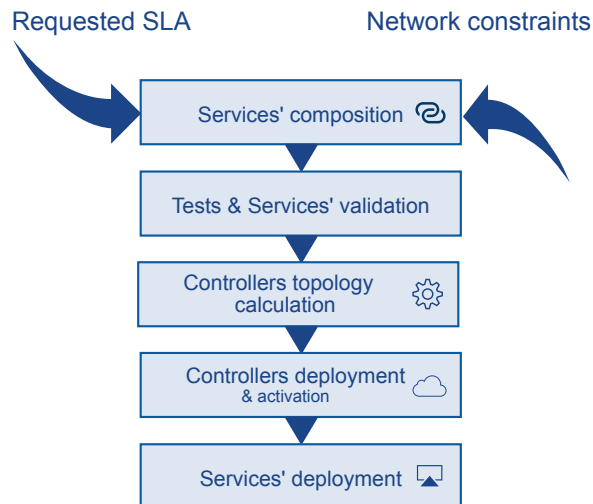 Requested SLA
Network constraints
Services' composition
Tests & Services' validation
Controllers topology
calculation
Controllers deployment
& activation
Services' deployment